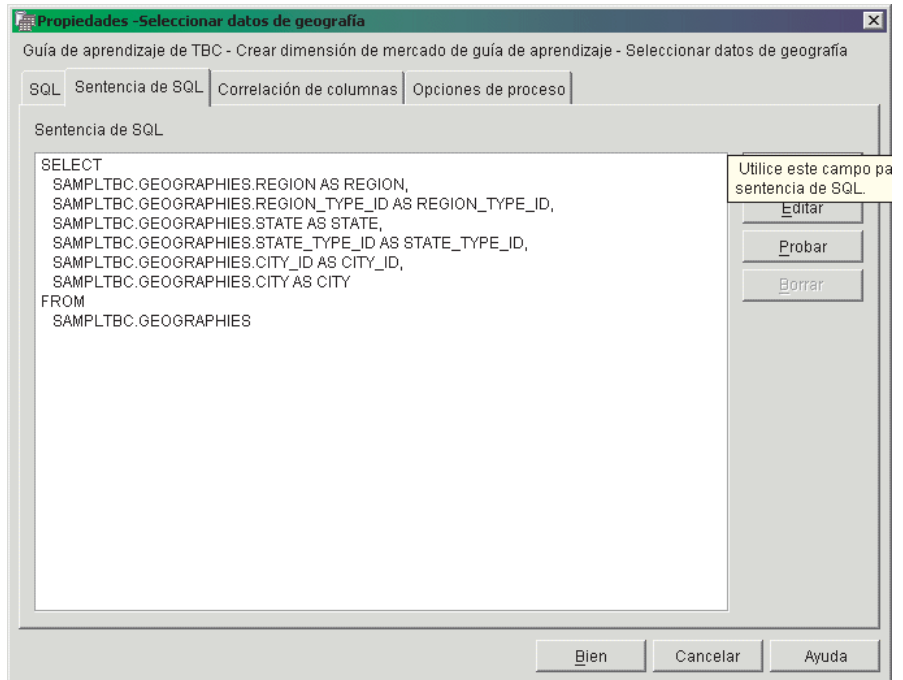 Propiedades -Seleccionar datos de geografía
Guía de aprendizaje de TBC - Crear dimensión de mercado de guía de aprendizaje - Seleccionar datos de geografía
SQL
Sentencia de SQL
Correlación de columnas
Opciones de proceso
Sentencia de SQL
SELECT
SAMPLTBC.GEOGRAPHIES.REGION AS REGION,
SAMPLTBC.GEOGRAPHIES.REGION_TYPE_ID AS REGION_TYPE_ID,
SAMPLTBC.GEOGRAPHIES.STATE AS STATE,
SAMPLTBC.GEOGRAPHIES.STATE_TYPE_ID AS STATE_TYPE_ID,
SAMPLTBC.GEOGRAPHIES.CITY_ID AS CITY_ID,
SAMPLTBC.GEOGRAPHIES.CITY AS CITY
FROM
SAMPLTBC.GEOGRAPHIES
Utilice este campo pa
sentencia de SQL.
Editar
Probar
Borrar
Bien
Cancelar
Ayuda